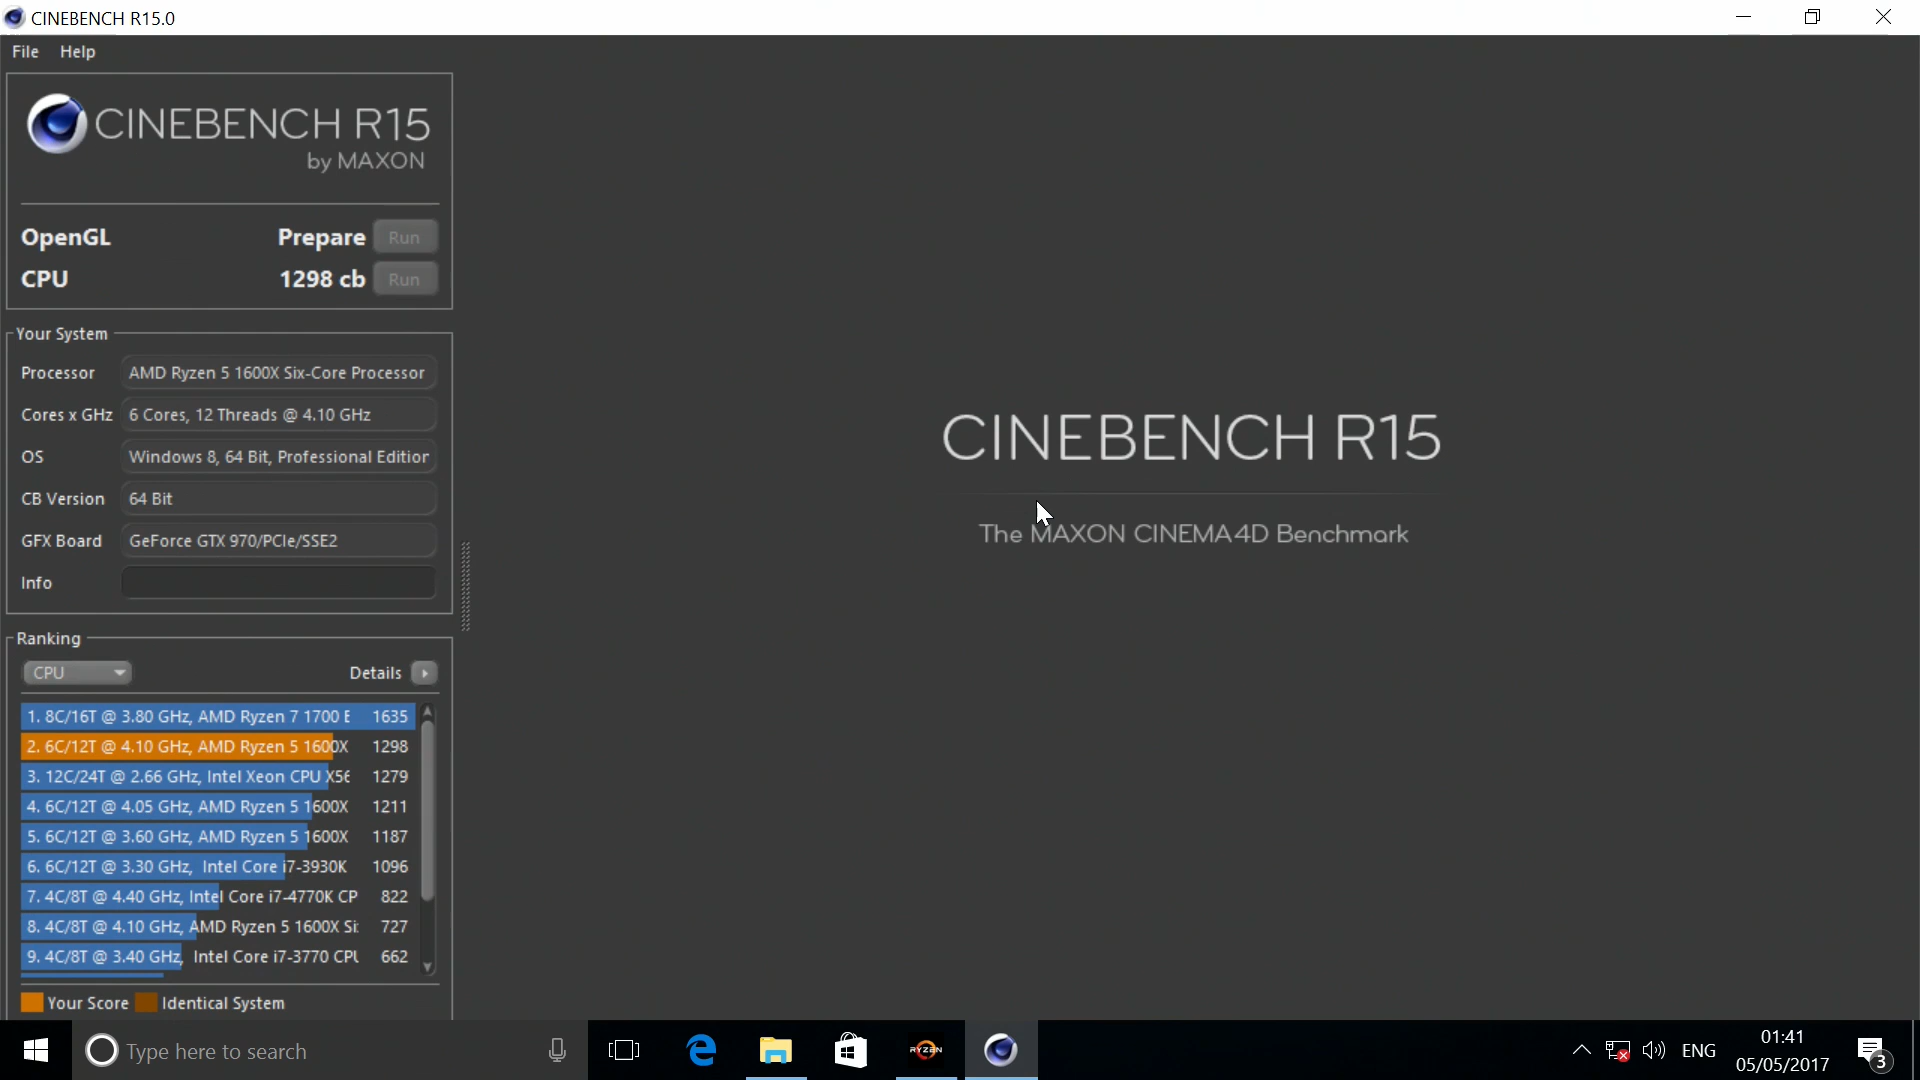 CINEBENCH R15.0
File Help
CINEBENCH R15
by MAXON
OpenGL Prepare Run
CPU 1298 cb Run
Your System
Processor AMD Ryzen 5 1600X Six-Core Processor
Cores x GHz 6 Cores, 12 Threads @ 4.10 GHz
OS Windows 8, 64 Bit, Professional Edition
CB Version 64 Bit
GFX Board GeForce GTX 970/PCIe/SSE2
Info
Ranking
CPU Details
1. 8C/16T @ 3.80 GHz, AMD Ryzen 7 1700 E 1635
2. 6C/12T @ 4.10 GHz, AMD Ryzen 5 1600X 1298
3. 12C/24T @ 2.66 GHz, Intel Xeon CPU X56 1279
4. 6C/12T @ 4.05 GHz, AMD Ryzen 5 1600X 1211
5. 6C/12T @ 3.60 GHz, AMD Ryzen 5 1600X 1187
6. 6C/12T @ 3.30 GHz, Intel Core i7-3930K 1096
7. 4C/8T @ 4.40 GHz, Intel Core i7-4770K CP 822
8. 4C/8T @ 4.10 GHz, AMD Ryzen 5 1600X Si 727
9. 4C/8T @ 3.40 GHz, Intel Core i7-3770 CPU 662
Your Score Identical System
CINEBENCH R15
The MAXON CINEMA4D Benchmark
Type here to search
RYZEN
ENG
01:41
05/05/2017
3